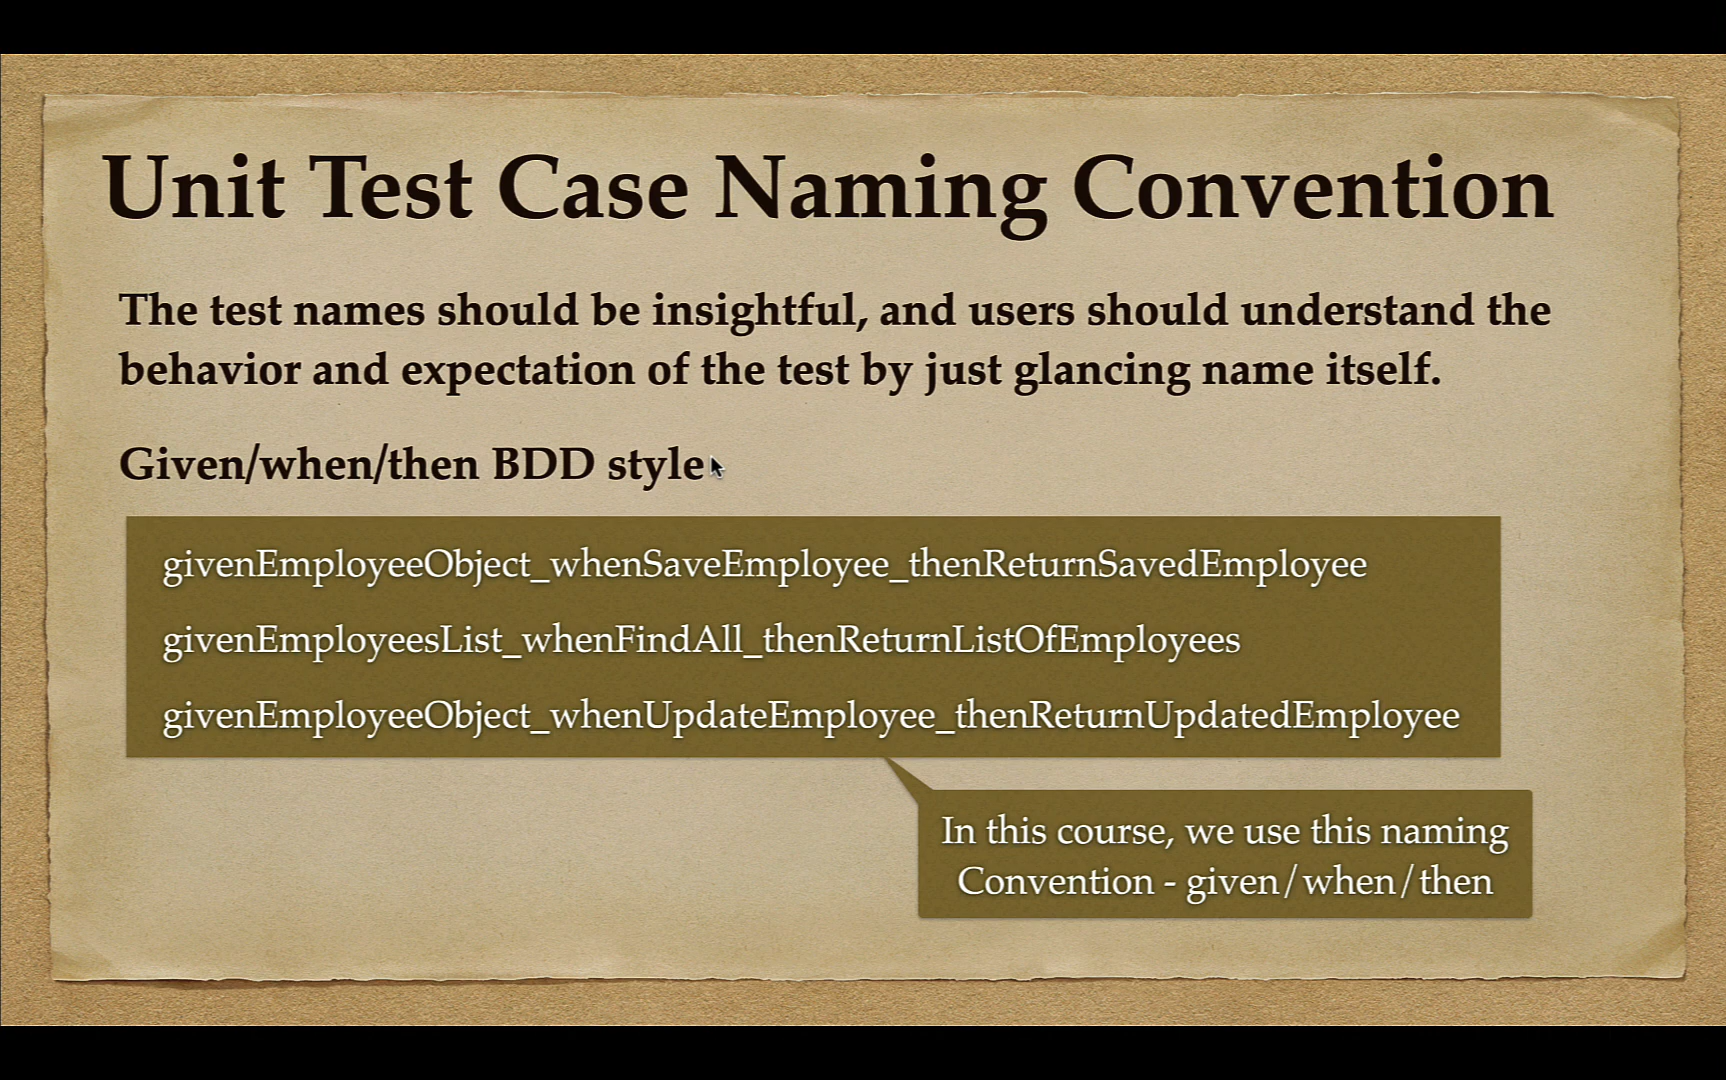 Unit Test Case Naming Convention
The test names should be insightful, and users should understand the
behavior and expectation of the test by just glancing name itself.
Given/when/then BDD style
givenEmployeeObject_whenSaveEmployee_thenReturnSavedEmployee
givenEmployeesList_whenFindAll_thenReturnListOfEmployees
givenEmployeeObject_whenUpdateEmployee_thenReturnUpdatedEmployee
In this course, we use this naming
Convention - given/when/then